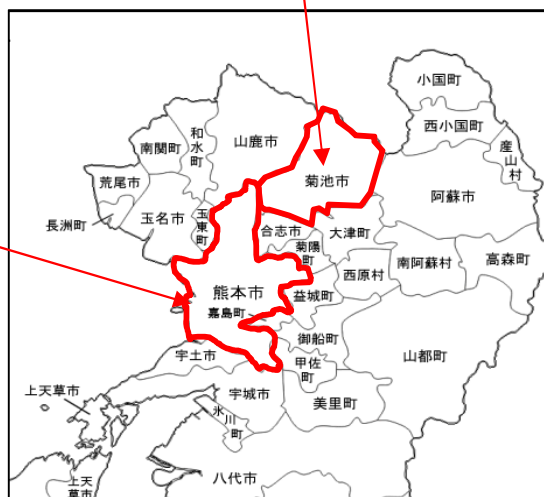 小国町
西小国町
産山村
山鹿市
和水町
南関町
荒尾市
長洲町
玉名市
玉東町
菊池市
阿蘇市
合志市
菊陽町
大津町
西原村
南阿蘇村
高森町
熊本市
嘉島町
益城町
御船町
甲佐町
山都町
宇土市
上天草市
宇城市
氷川町
美里町
八代市
上天草市